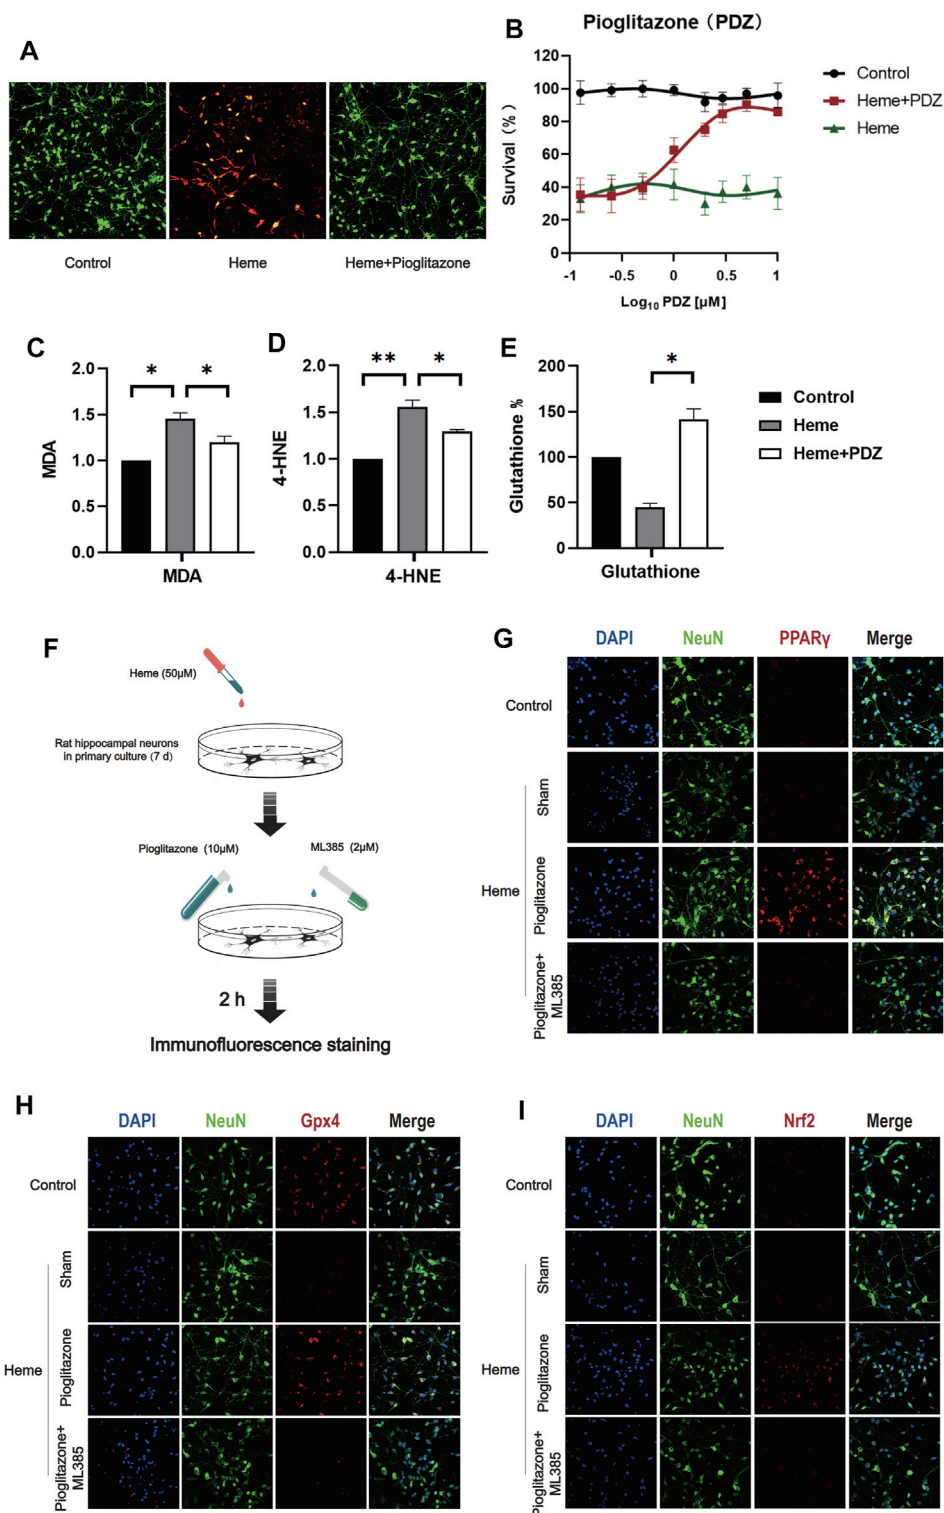 A
Control
Heme
Heme+Pioglitazone
B
Pioglitazone（PDZ）
Survival（%）
120
100
80
60
40
20
0
-1
-0.5
0
0.5
1
Log10 PDZ [μM]
Control
Heme+PDZ
Heme
C
MDA
2.0
1.5
1.0
0.5
0.0
*
*
MDA
D
4-HNE
2.0
1.5
1.0
0.5
0.0
**
*
4-HNE
E
Glutathione %
200
150
100
50
0
*
Glutathione
Control
Heme
Heme+PDZ
F
Heme (50μM)
Rat hippocampal neurons
in primary culture (7 d)
Pioglitazone (10μM)
ML385 (2μM)
2 h
Immunofluorescence staining
G
DAPI
NeuN
PPARγ
Merge
Control
Heme
Sham
Pioglitazone
Pioglitazone+
ML385
H
DAPI
NeuN
Gpx4
Merge
Control
Heme
Sham
Pioglitazone
Pioglitazone+
ML385
I
DAPI
NeuN
Nrf2
Merge
Control
Heme
Sham
Pioglitazone
Pioglitazone+
ML385